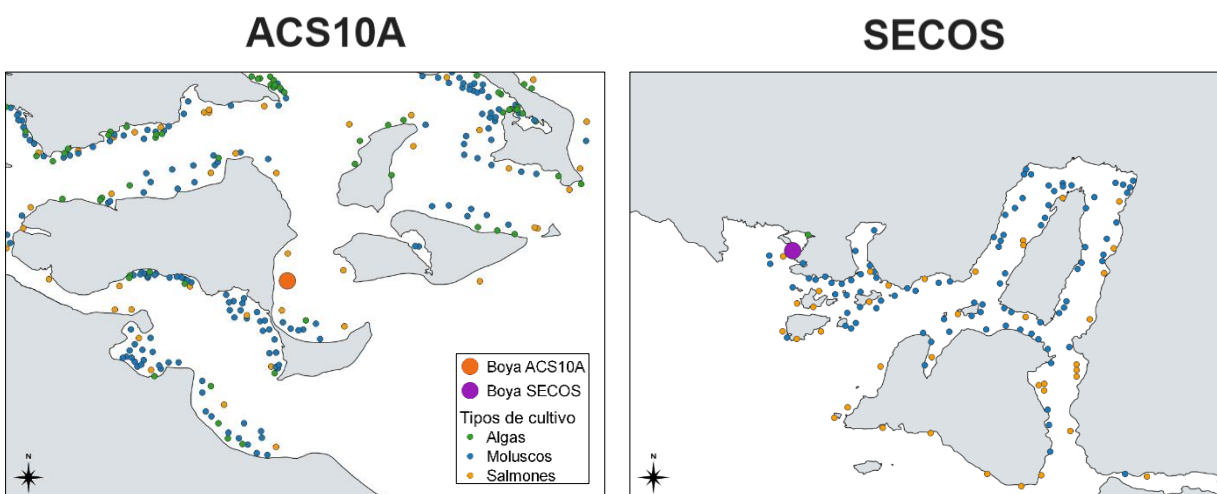 ACS10A
SECOS
Boya ACS10A
Boya SECOS
Tipos de cultivo
Algas
Moluscos
Salmones